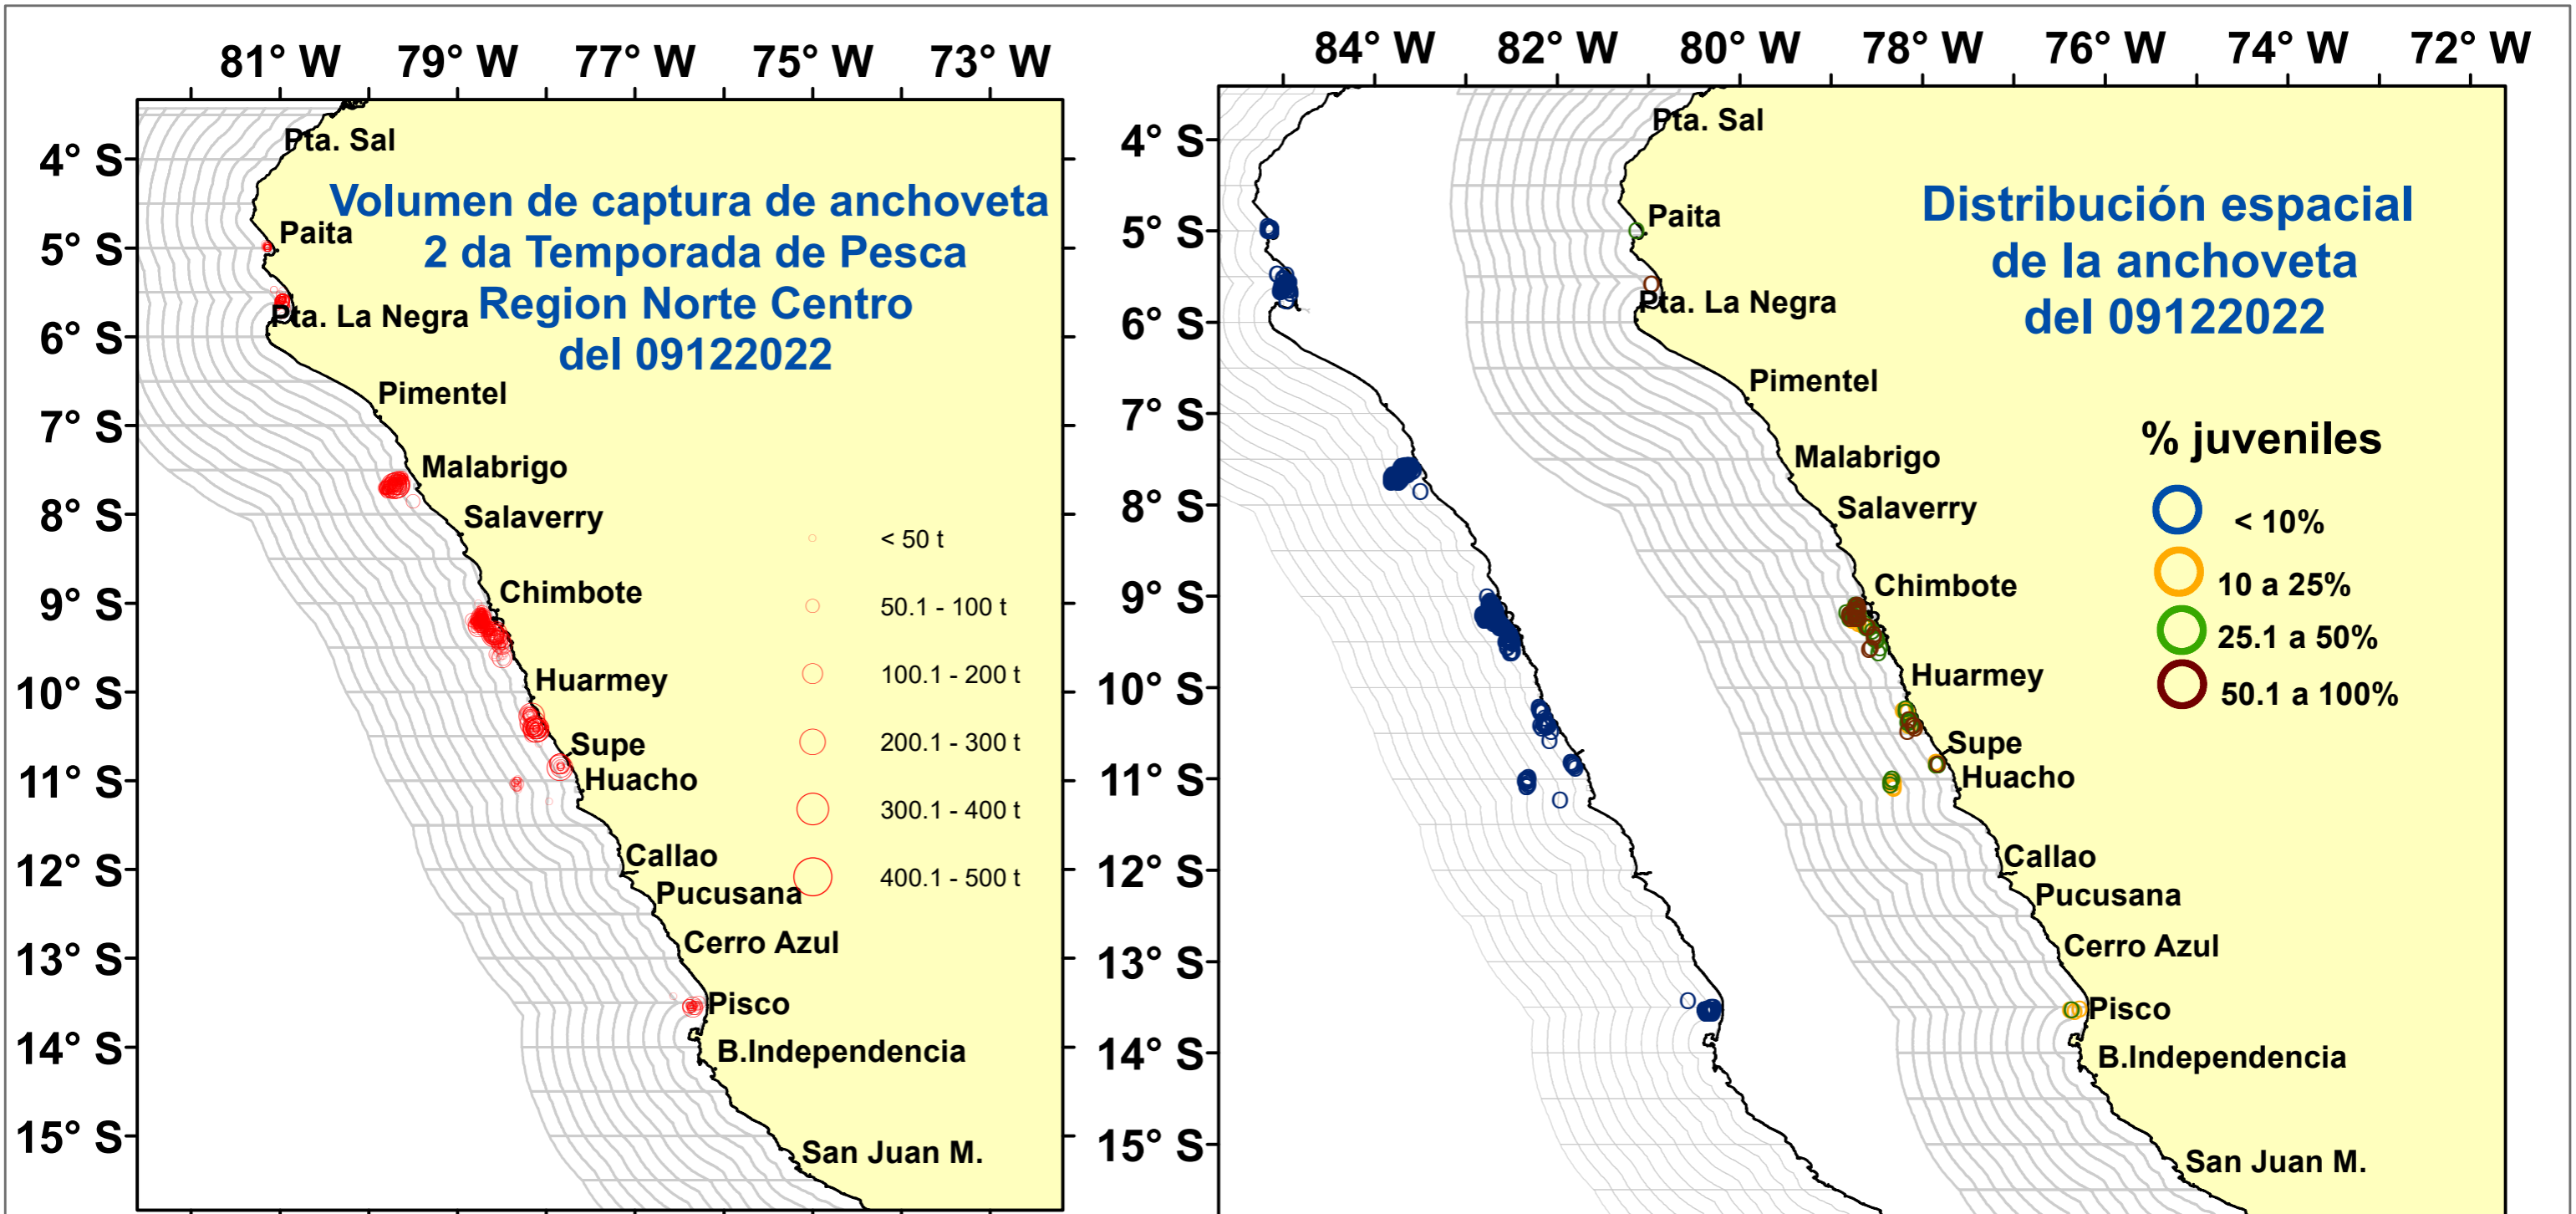 81° W 79° W 77° W 75° W 73° W
4° S
5° S
6° S
7° S
8° S
9° S
10° S
11° S
12° S
13° S
14° S
15° S
Volumen de captura de anchoveta
2 da Temporada de Pesca
Region Norte Centro
del 09122022
Pta. Sal
Paita
Pta. La Negra
Pimentel
Malabrigo
Salaverry
Chimbote
Huarmey
Supe
Huacho
Callao
Pucusana
Cerro Azul
Pisco
B.Independencia
San Juan M.
< 50 t
50.1 - 100 t
100.1 - 200 t
200.1 - 300 t
300.1 - 400 t
400.1 - 500 t
84° W 82° W 80° W 78° W 76° W 74° W 72° W
4° S
5° S
6° S
7° S
8° S
9° S
10° S
11° S
12° S
13° S
14° S
15° S
Distribución espacial
de la anchoveta
del 09122022
Pta. Sal
Paita
Pta. La Negra
Pimentel
Malabrigo
Salaverry
Chimbote
Huarmey
Supe
Huacho
Callao
Pucusana
Cerro Azul
Pisco
B.Independencia
San Juan M.
% juveniles
< 10%
10 a 25%
25.1 a 50%
50.1 a 100%